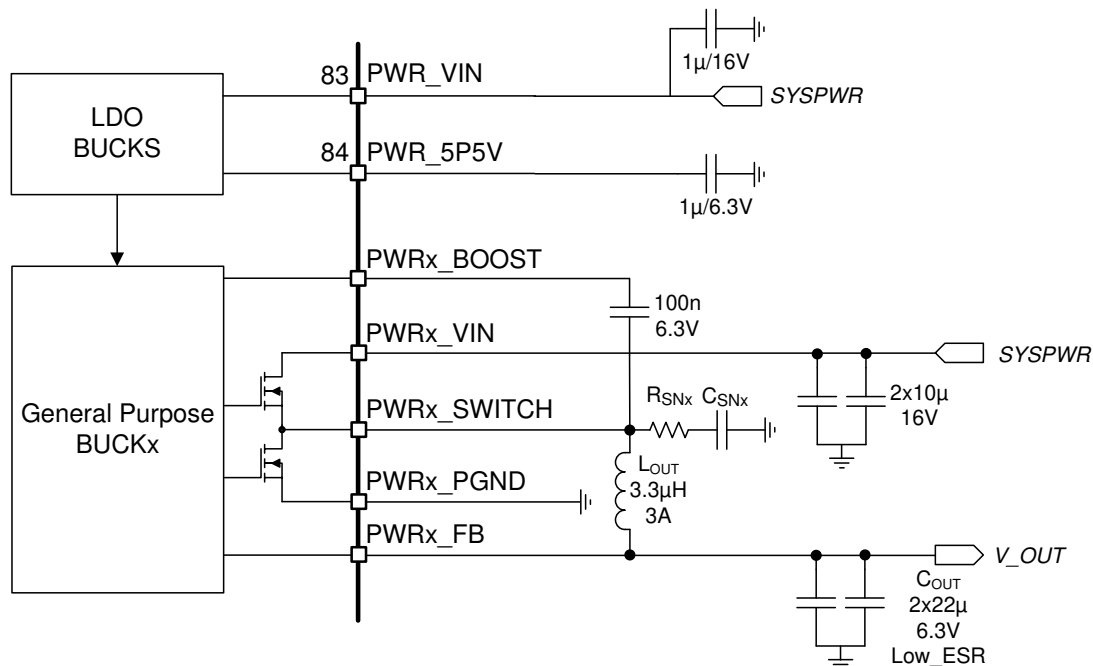 1µ/16V
83 PWR_VIN
SYSPWR
LDO
BUCKS
84 PWR_5P5V
1µ/6.3V
PWRx_BOOST
100n
6.3V
PWRx_VIN
SYSPWR
General Purpose
BUCKx
PWRx_SWITCH
RSNx CSNx
2x10µ
16V
LOUT
3.3µH
3A
PWRx_PGND
PWRx_FB
V_OUT
COUT
2x22µ
6.3V
Low_ESR